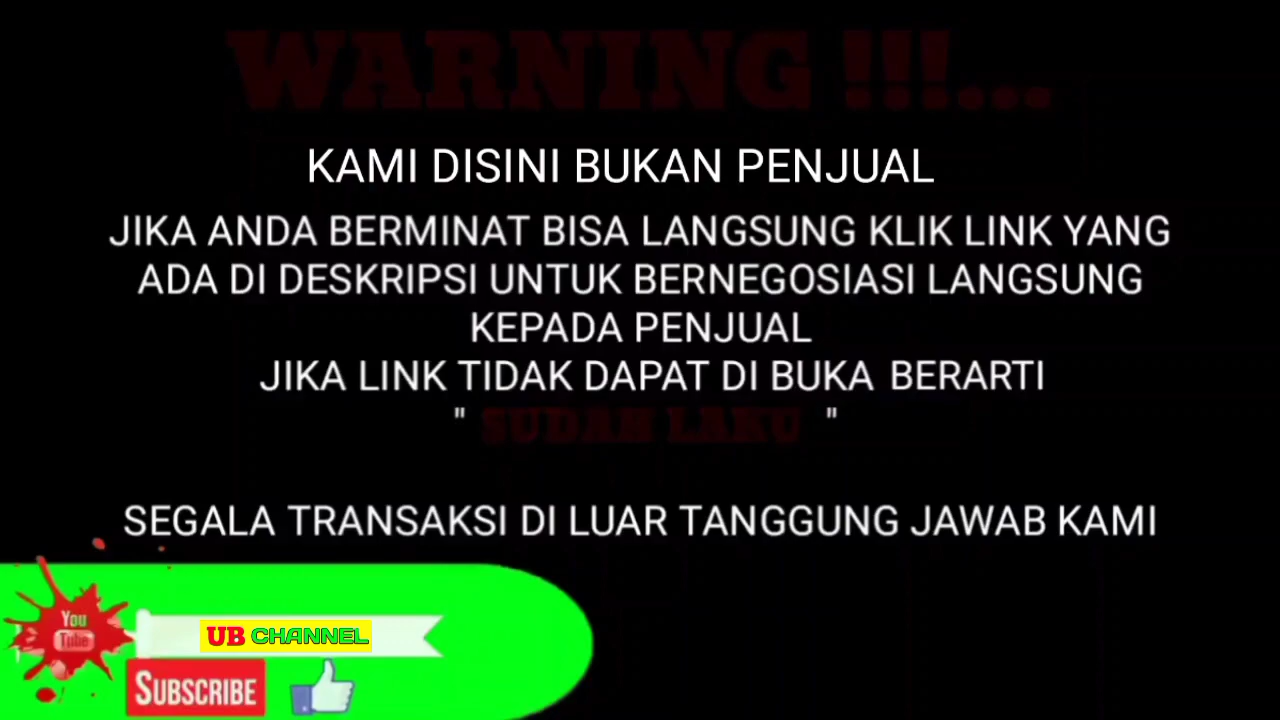 WARNING !!!...
KAMI DISINI BUKAN PENJUAL
JIKA ANDA BERMINAT BISA LANGSUNG KLIK LINK YANG
ADA DI DESKRIPSI UNTUK BERNEGOSIASI LANGSUNG
KEPADA PENJUAL
JIKA LINK TIDAK DAPAT DI BUKA BERARTI
" SUDAH LAKU "
SEGALA TRANSAKSI DI LUAR TANGGUNG JAWAB KAMI
You
Tube
UB CHANNEL
SUBSCRIBE